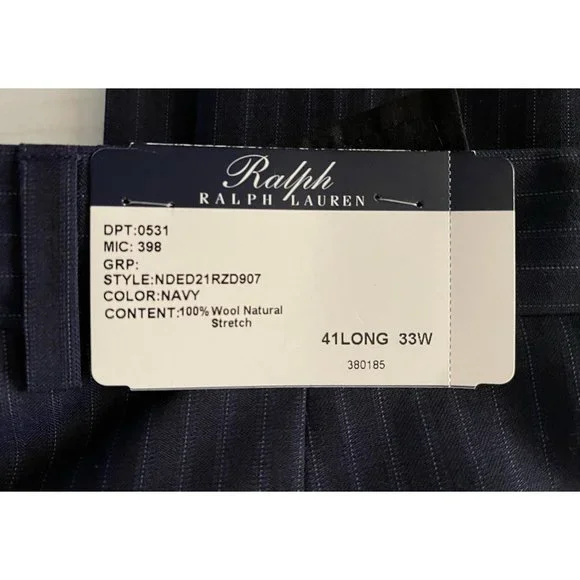 Ralph
RALPH LAUREN
DPT:0531
MIC: 398
GRP:
STYLE:NDED21RZD907
COLOR:NAVY
CONTENT:100% Wool Natural
Stretch
41LONG 33W
380185